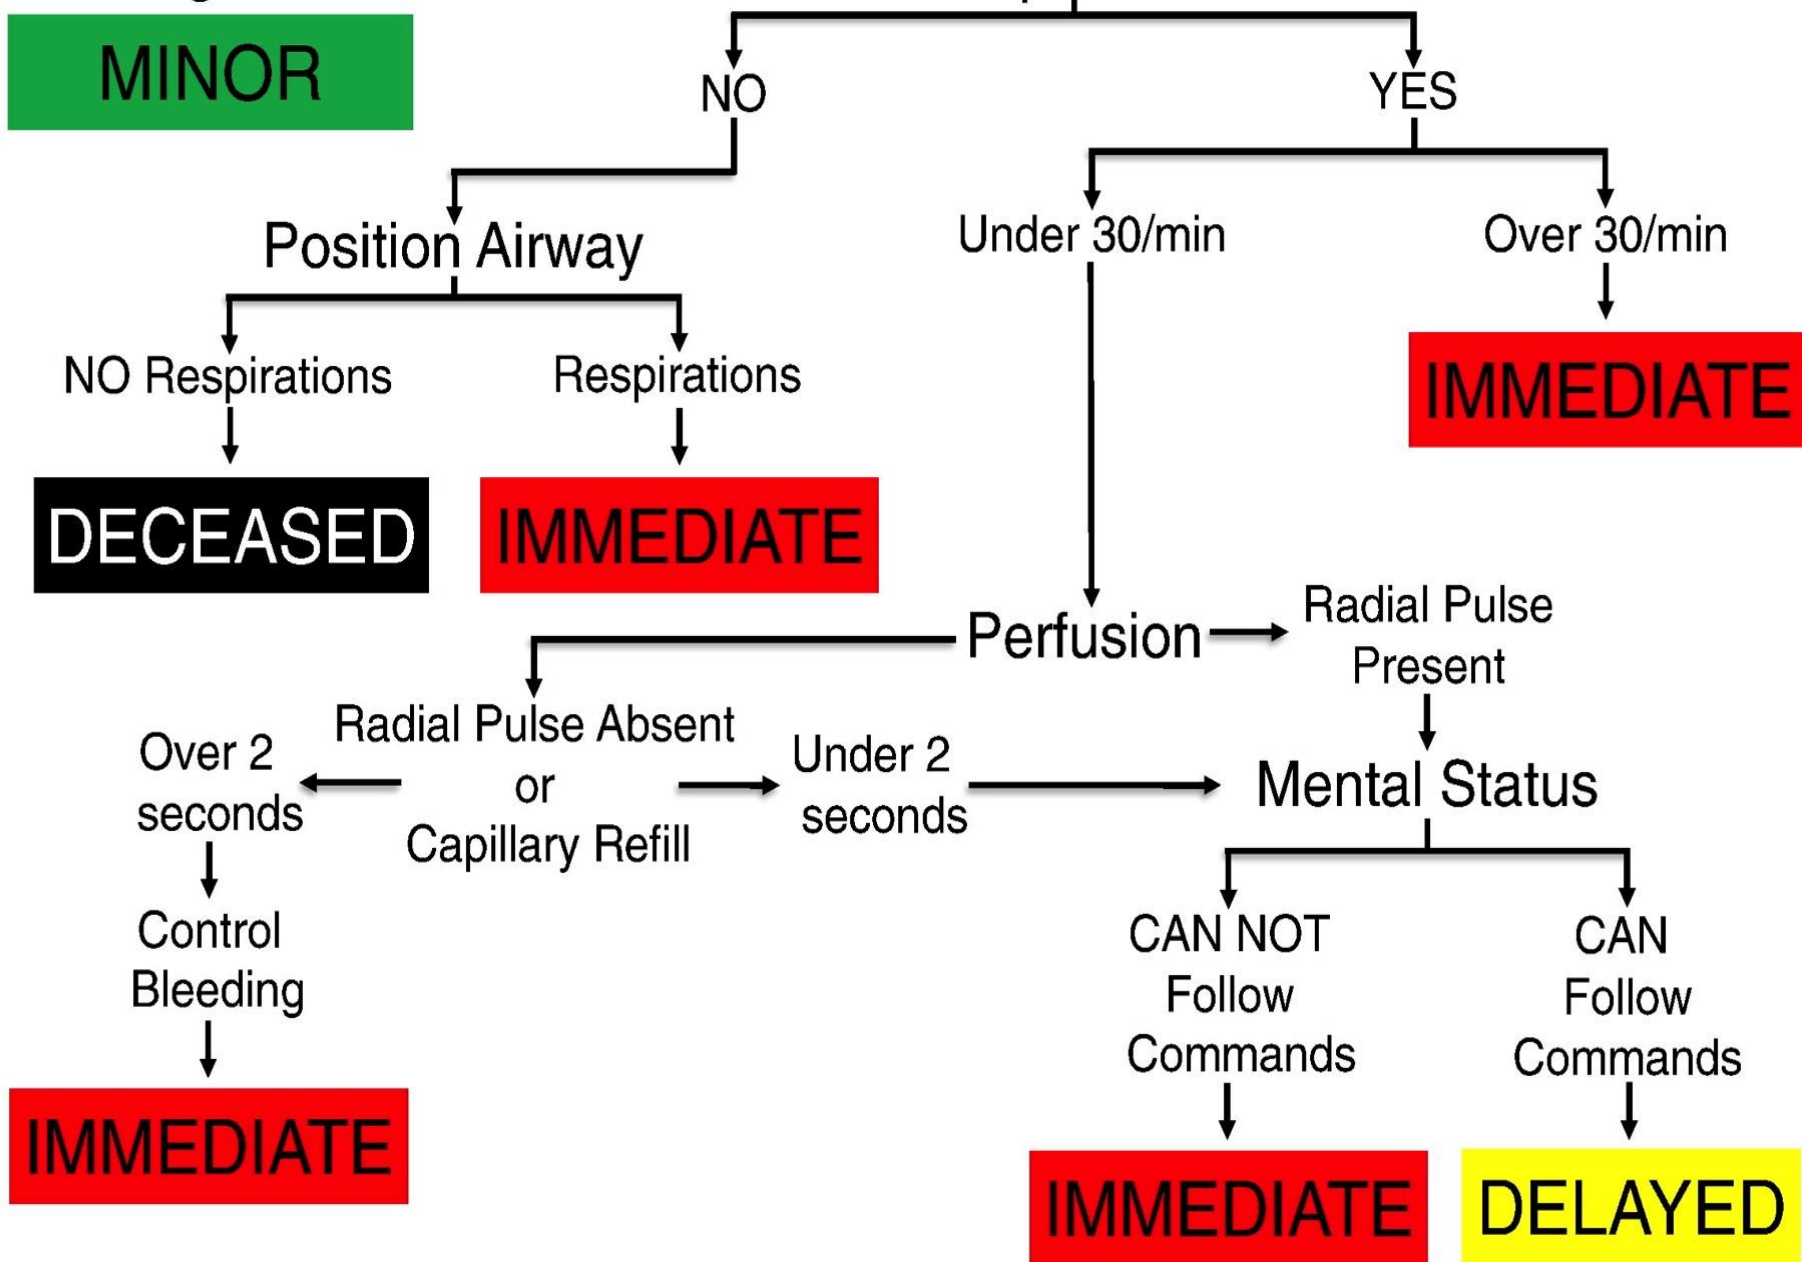 MINOR
NO
YES
Position Airway
Under 30/min
Over 30/min
NO Respirations
Respirations
IMMEDIATE
DECEASED
IMMEDIATE
Perfusion
Radial Pulse
Present
Radial Pulse Absent
or
Capillary Refill
Over 2
seconds
Under 2
seconds
Mental Status
Control
Bleeding
CAN NOT
Follow
Commands
CAN
Follow
Commands
IMMEDIATE
IMMEDIATE
DELAYED